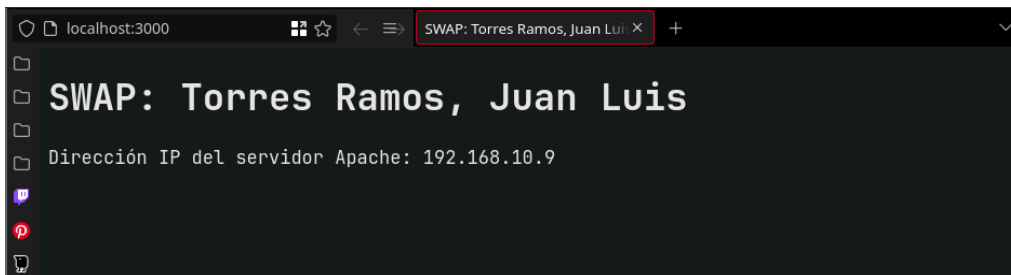 localhost:3000
SWAP: Torres Ramos, Juan Lui
SWAP: Torres Ramos, Juan Luis
Dirección IP del servidor Apache: 192.168.10.9